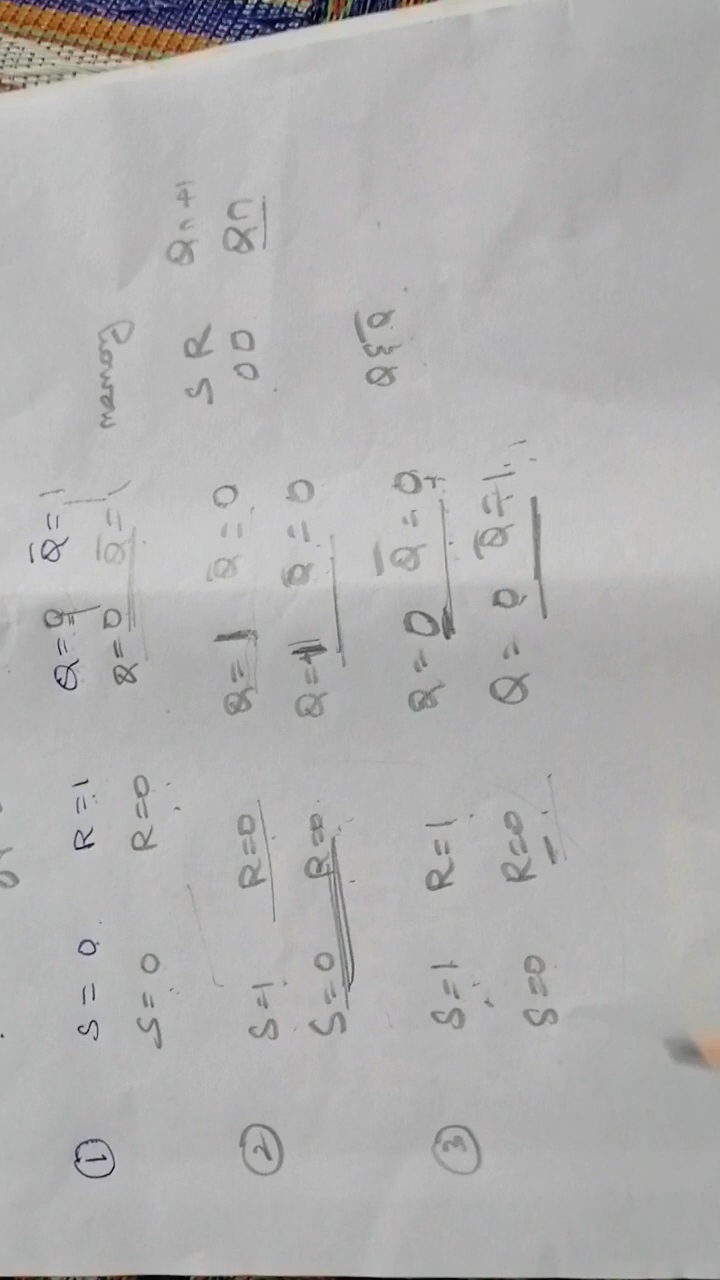 ① S = 0 R = 1 Q = 0 Q̅ = 1
S = 0 R = 0 Q = 0 Q̅ = 1 memory
S R Qn+1
0 0 Qn
② S = 1 R = 0 Q = 1 Q̅ = 0
S = 0 R = 0 Q = 1 Q̅ = 0
Q & Q̅
③ S = 1 R = 1 Q = 0 Q̅ = 0
S = 0 R = 0 Q = 0 Q̅ = 1